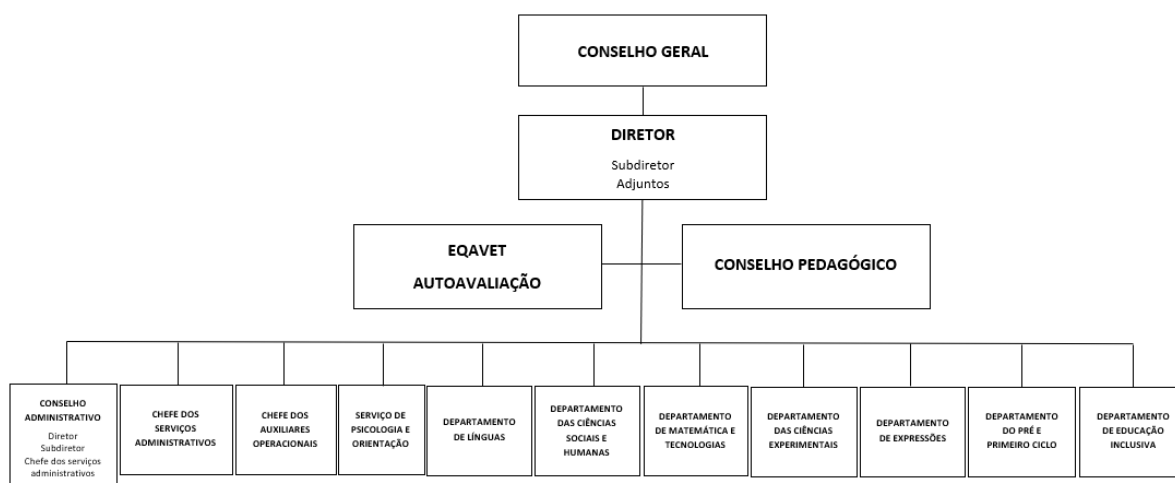 CONSELHO GERAL
DIRETOR
Subdiretor
Adjuntos
EQAVET
AUTOAVALIAÇÃO
CONSELHO PEDAGÓGICO
CONSELHO
ADMINISTRATIVO
Diretor
Subdiretor
Chefe dos serviços
administrativos
CHEFE DOS
SERVIÇOS
ADMINISTRATIVOS
CHEFE DOS
AUXILIARES
OPERACIONAIS
SERVIÇO DE
PSICOLOGIA E
ORIENTAÇÃO
DEPARTAMENTO
DE LÍNGUAS
DEPARTAMENTO
DAS CIÊNCIAS
SOCIAIS E
HUMANAS
DEPARTAMENTO
DE MATEMÁTICA E
TECNOLOGIAS
DEPARTAMENTO
DAS CIÊNCIAS
EXPERIMENTAIS
DEPARTAMENTO
DE EXPRESSÕES
DEPARTAMENTO
DO PRÉ E
PRIMEIRO CICLO
DEPARTAMENTO
DE EDUCAÇÃO
INCLUSIVA